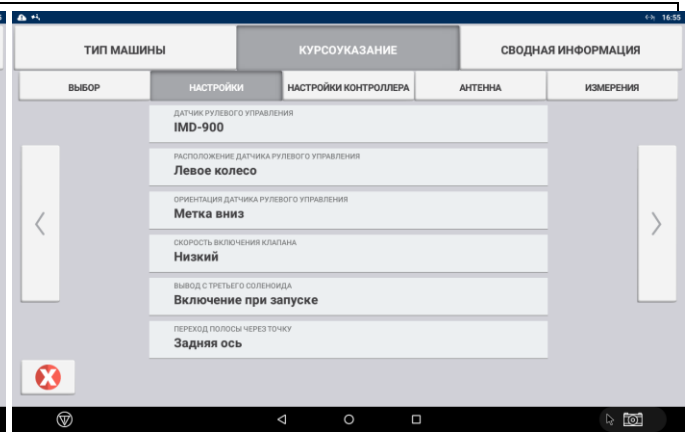 16:55
ТИП МАШИНЫ
КУРСОУКАЗАНИЕ
СВОДНАЯ ИНФОРМАЦИЯ
ВЫБОР
НАСТРОЙКИ
НАСТРОЙКИ КОНТРОЛЛЕРА
АНТЕННА
ИЗМЕРЕНИЯ
ДАТЧИК РУЛЕВОГО УПРАВЛЕНИЯ
IMD-900
РАСПОЛОЖЕНИЕ ДАТЧИКА РУЛЕВОГО УПРАВЛЕНИЯ
Левое колесо
ОРИЕНТАЦИЯ ДАТЧИКА РУЛЕВОГО УПРАВЛЕНИЯ
Метка вниз
СКОРОСТЬ ВКЛЮЧЕНИЯ КЛАПАНА
Низкий
ВЫВОД С ТРЕТЬЕГО СОЛЕНОИДА
Включение при запуске
ПЕРЕХОД ПОЛОСЫ ЧЕРЕЗ ТОЧКУ
Задняя ось